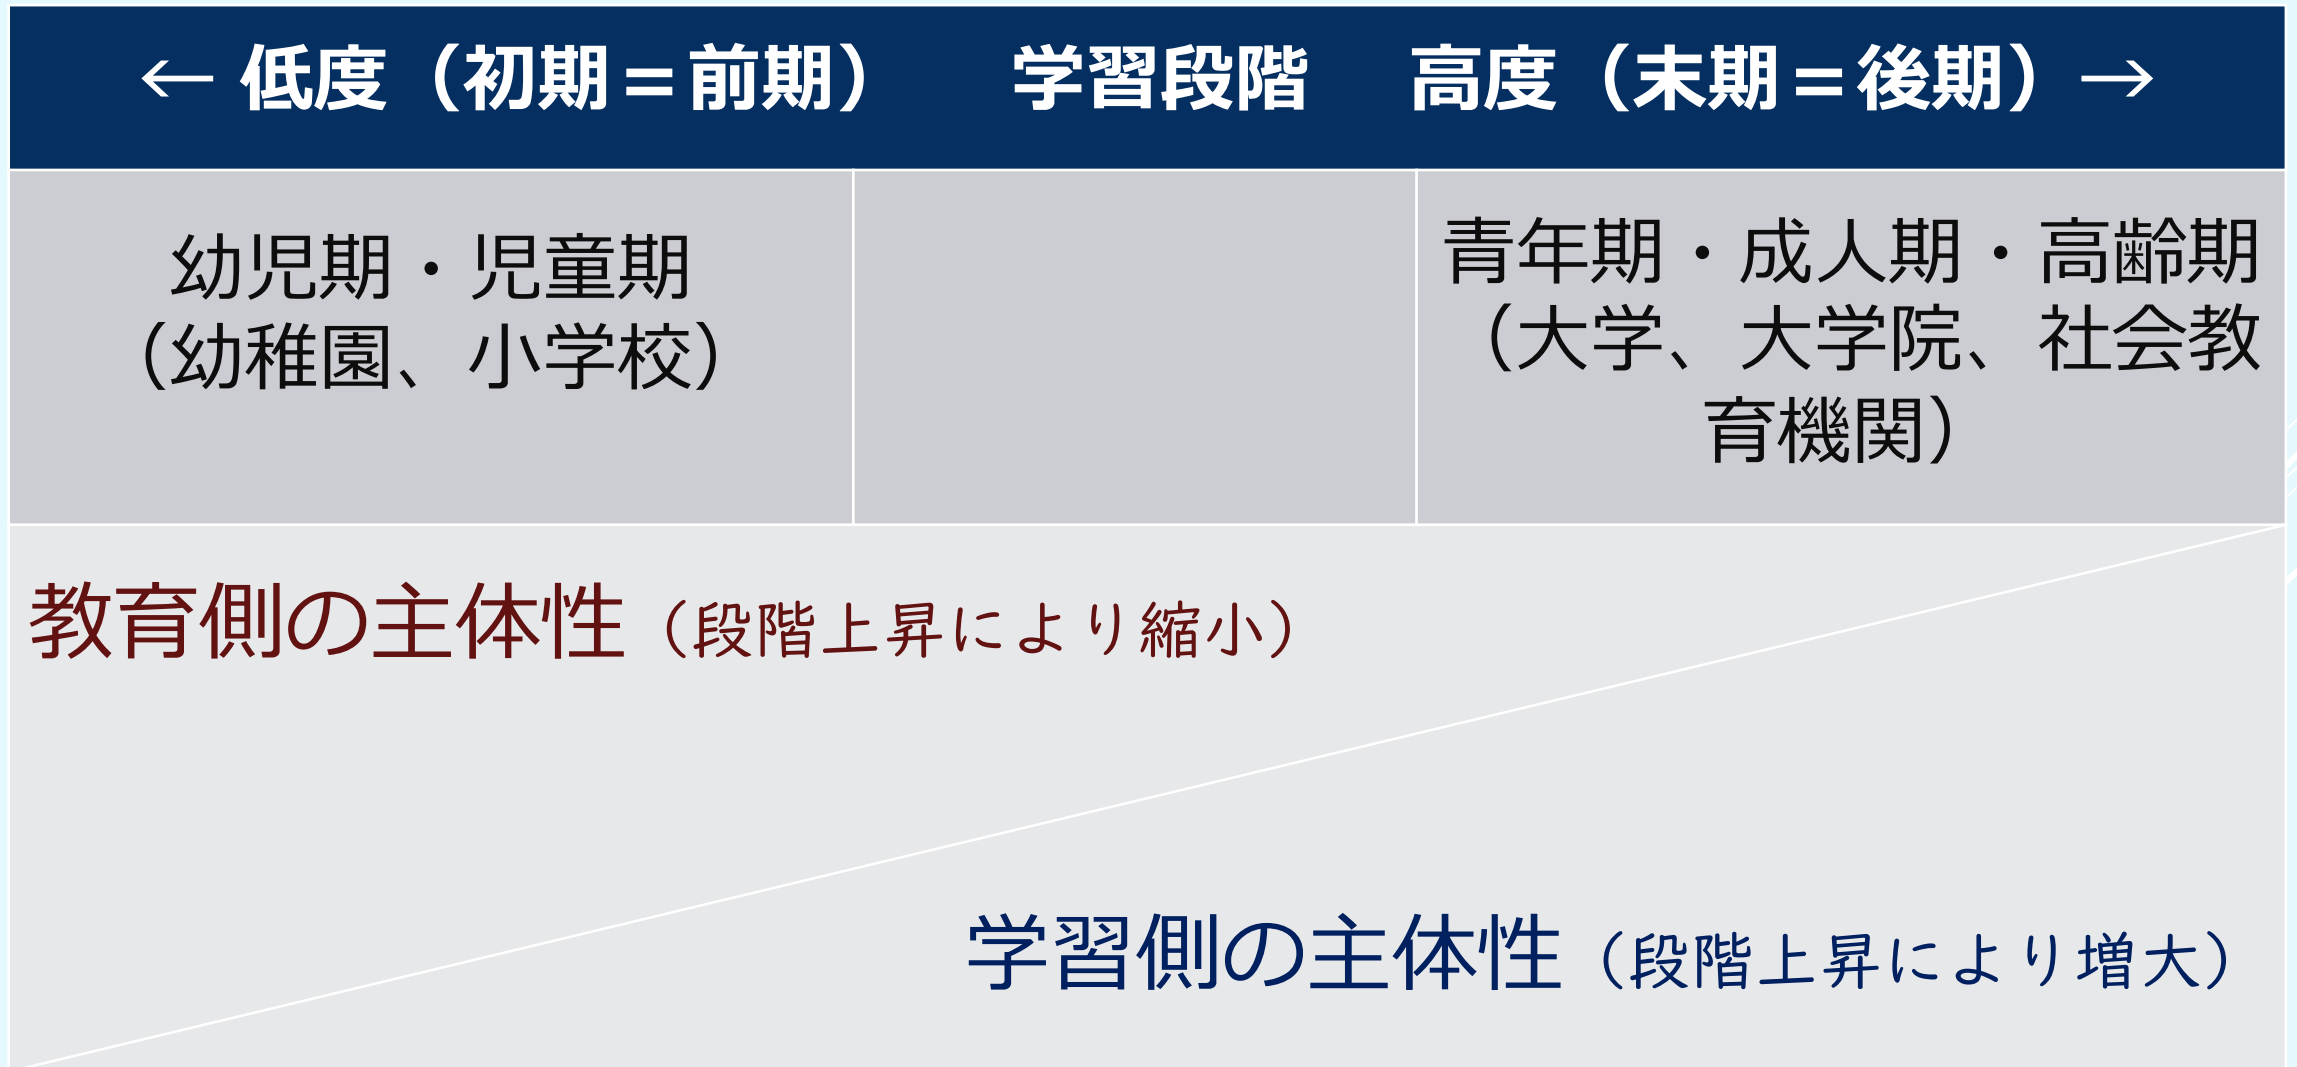 ← 低度（初期＝前期） 学習段階 高度（末期＝後期）→
幼児期・児童期
（幼稚園、小学校）
青年期・成人期・高齢期
（大学、大学院、社会教
育機関）
教育側の主体性（段階上昇により縮小）
学習側の主体性（段階上昇により増大）